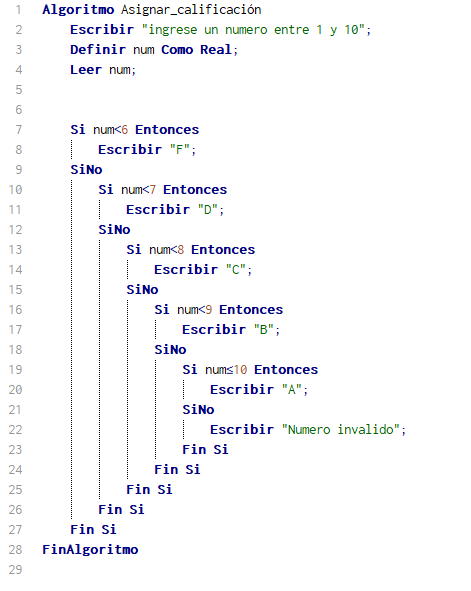 1 Algoritmo Asignar_calificación
2 Escribir "ingrese un numero entre 1 y 10";
3 Definir num Como Real;
4 Leer num;
5
6
7 Si num<6 Entonces
8 Escribir "F";
9 SiNo
10 Si num<7 Entonces
11 Escribir "D";
12 SiNo
13 Si num<8 Entonces
14 Escribir "C";
15 SiNo
16 Si num<9 Entonces
17 Escribir "B";
18 SiNo
19 Si num≤10 Entonces
20 Escribir "A";
21 SiNo
22 Escribir "Numero invalido";
23 Fin Si
24 Fin Si
25 Fin Si
26 Fin Si
27 Fin Si
28 FinAlgoritmo
29